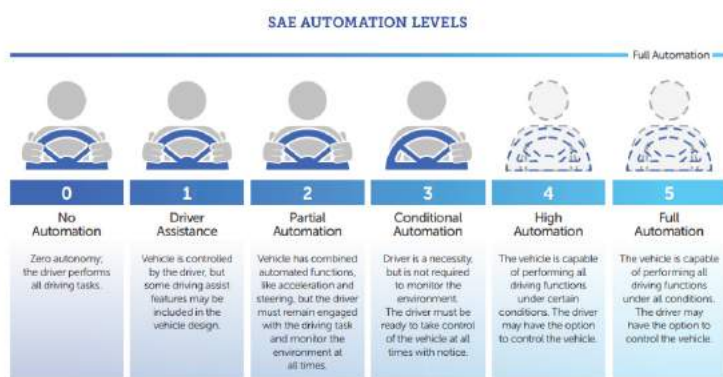 SAE AUTOMATION LEVELS
Full Automation
0
No
Automation
Zero autonomy;
the driver performs
all driving tasks.
1
Driver
Assistance
Vehicle is controlled
by the driver, but
some driving assist
features may be
included in the
vehicle design.
2
Partial
Automation
Vehicle has combined
automated functions,
like acceleration and
steering, but the driver
must remain engaged
with the driving task
and monitor the
environment at
all times.
3
Conditional
Automation
Driver is a necessity,
but is not required
to monitor the
environment.
The driver must be
ready to take control
of the vehicle at all
times with notice.
4
High
Automation
The vehicle is capable
of performing all
driving functions
under certain
conditions. The driver
may have the option
to control the vehicle.
5
Full
Automation
The vehicle is capable
of performing all
driving functions
under all conditions.
The driver may
have the option to
control the vehicle.